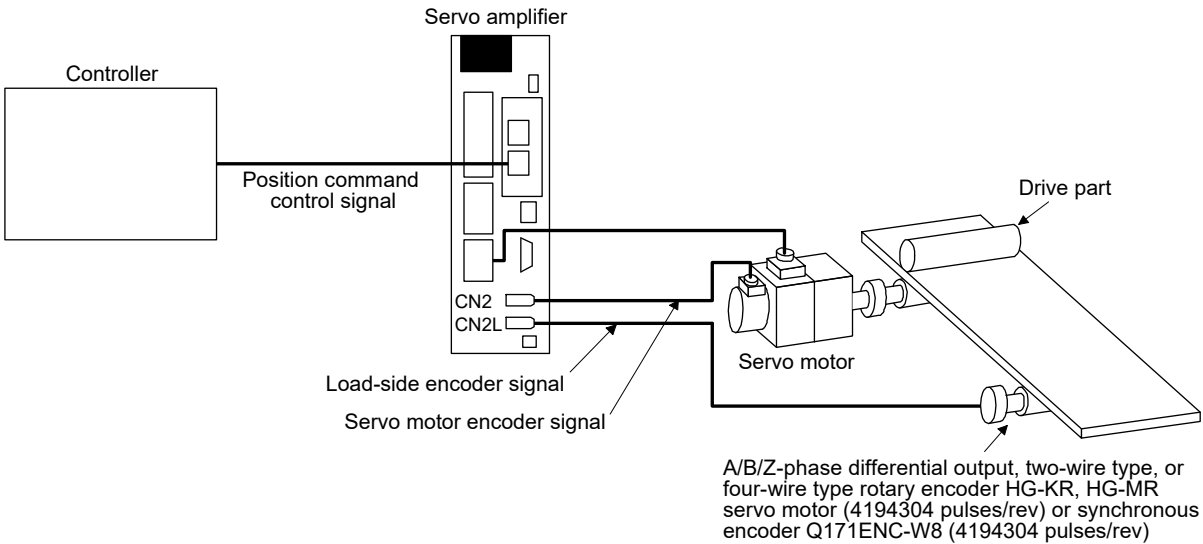 Servo amplifier
Controller
Position command
control signal
Drive part
CN2
CN2L
Servo motor
Load-side encoder signal
Servo motor encoder signal
A/B/Z-phase differential output, two-wire type, or
four-wire type rotary encoder HG-KR, HG-MR
servo motor (4194304 pulses/rev) or synchronous
encoder Q171ENC-W8 (4194304 pulses/rev)